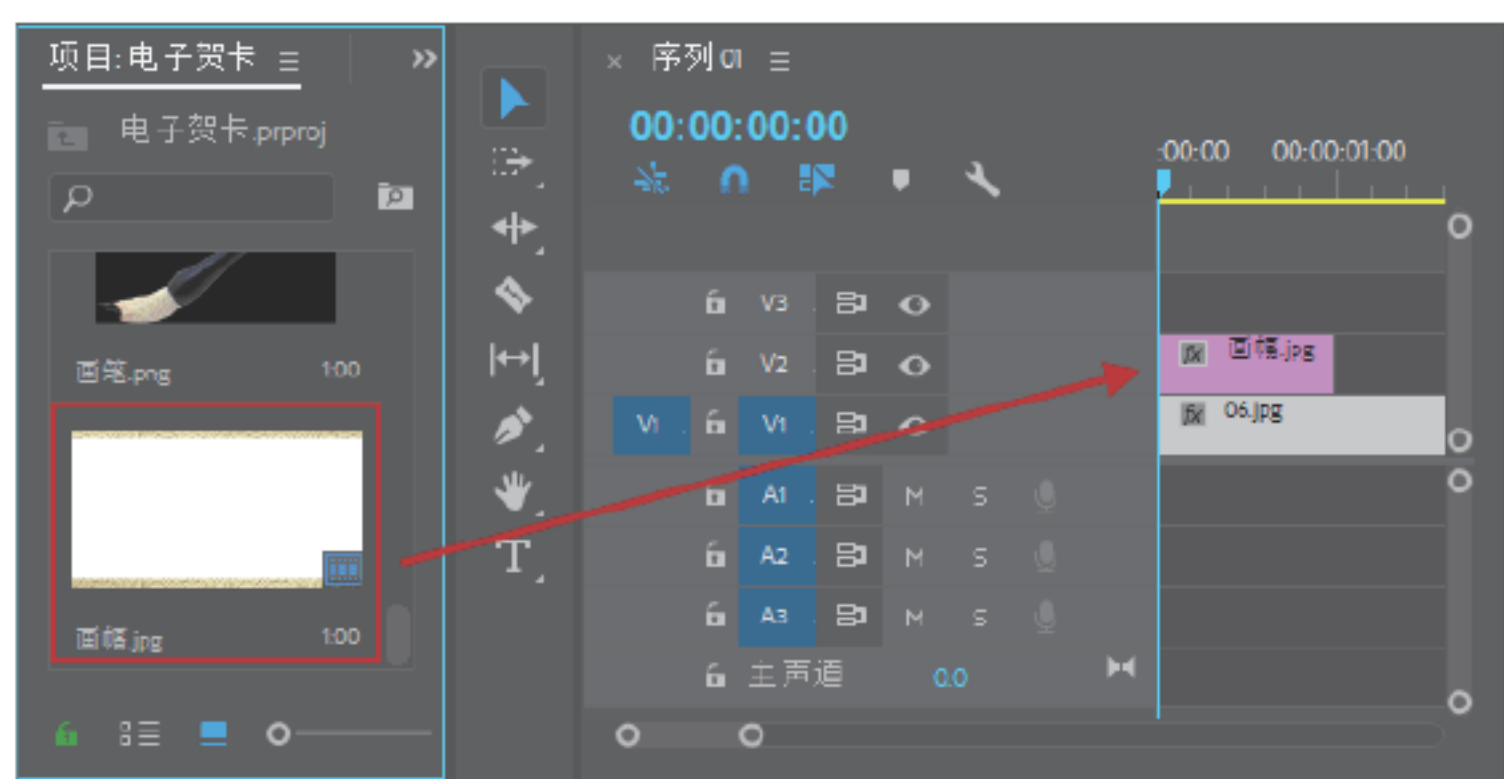 项目:电子贺卡
电子贺卡.prproj
画笔.png 1:00
画幅.jpg 1:00
T
× 序列 01
00:00:00:00
:00:00 00:00:01:00
V3
V2
fx 画幅.jpg
V1 V1
fx 06.jpg
A1 M S
A2 M S
A3 M S
主声道 0.0